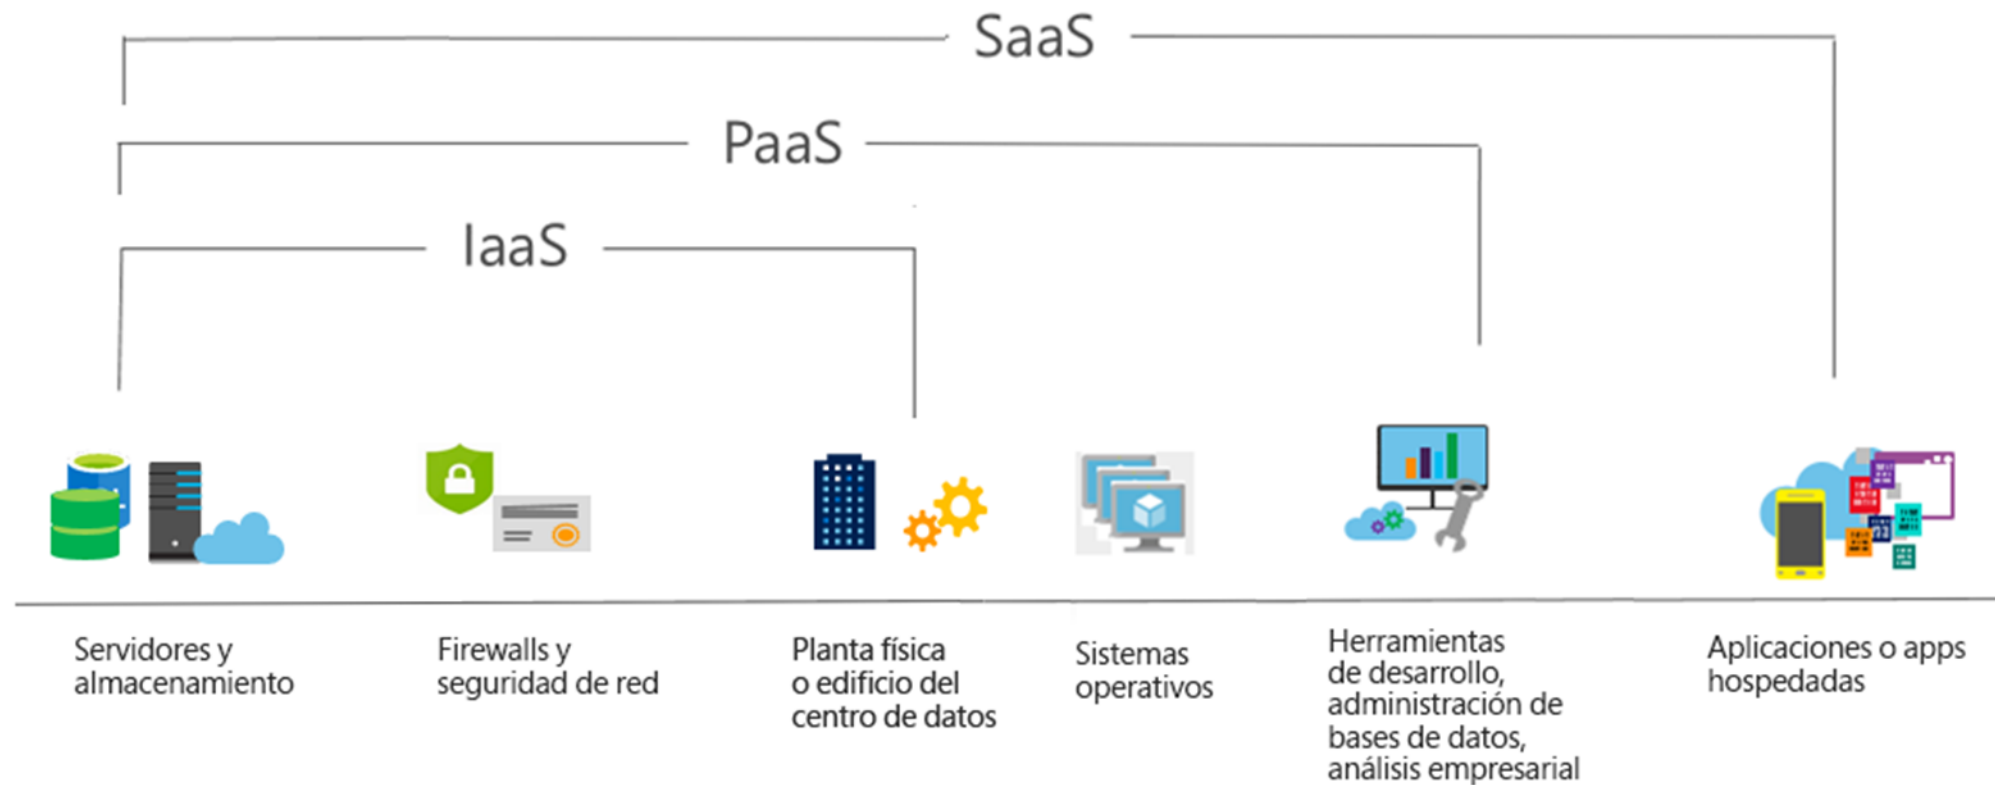 SaaS
PaaS
IaaS
Servidores y
almacenamiento
Firewalls y
seguridad de red
Planta física
o edificio del
centro de datos
Sistemas
operativos
Herramientas
de desarrollo,
administración de
bases de datos,
análisis empresarial
Aplicaciones o apps
hospedadas